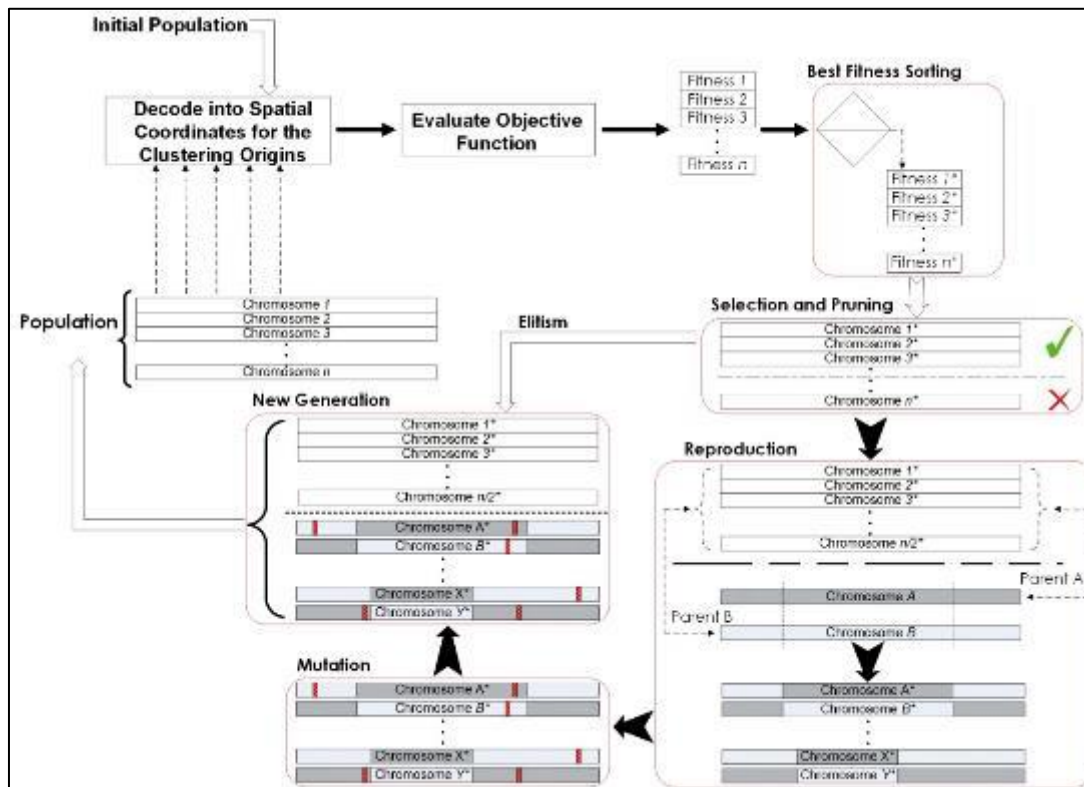 Initial Population
Decode into Spatial
Coordinates for the
Clustering Origins
Evaluate Objective
Function
Fitness 1
Fitness 2
Fitness 3
Fitness n
Best Fitness Sorting
Fitness 1*
Fitness 2*
Fitness 3*
Fitness n*
Population
Chromosome 1
Chromosome 2
Chromosome 3
Chromosome n
Elitism
Selection and Pruning
Chromosome 1*
Chromosome 2*
Chromosome 3*
Chromosome n*
New Generation
Chromosome 1*
Chromosome 2*
Chromosome 3*
Chromosome n/2*
Chromosome A*
Chromosome B*
Chromosome X*
Chromosome Y*
Reproduction
Chromosome 1*
Chromosome 2*
Chromosome 3*
Chromosome n/2*
Parent A
Chromosome A
Parent B
Chromosome B
Chromosome A*
Chromosome B*
Chromosome X*
Chromosome Y*
Mutation
Chromosome A*
Chromosome B*
Chromosome X*
Chromosome Y*